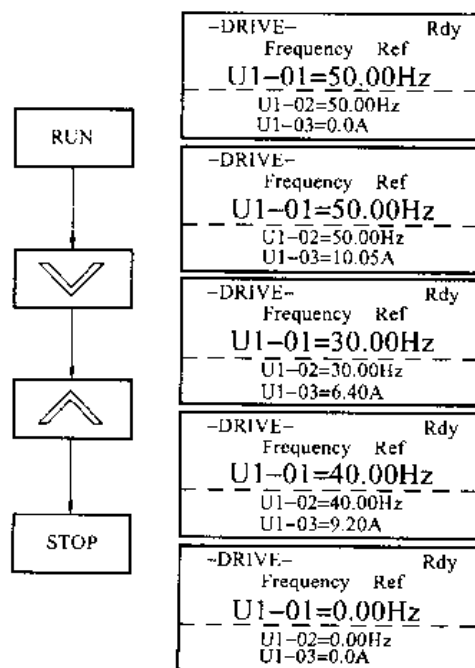 RUN
STOP
-DRIVE- Rdy
Frequency Ref
U1-01=50.00Hz
U1-02=50.00Hz
U1-03=0.0A
-DRIVE-
Frequency Ref
U1-01=50.00Hz
U1-02=50.00Hz
U1-03=10.05A
-DRIVE- Rdy
Frequency Ref
U1-01=30.00Hz
U1-02=30.00Hz
U1-03=6.40A
-DRIVE- Rdy
Frequency Ref
U1-01=40.00Hz
U1-02=40.00Hz
U1-03=9.20A
-DRIVE- Rdy
Frequency Ref
U1-01=0.00Hz
U1-02=0.00Hz
U1-03=0.0A